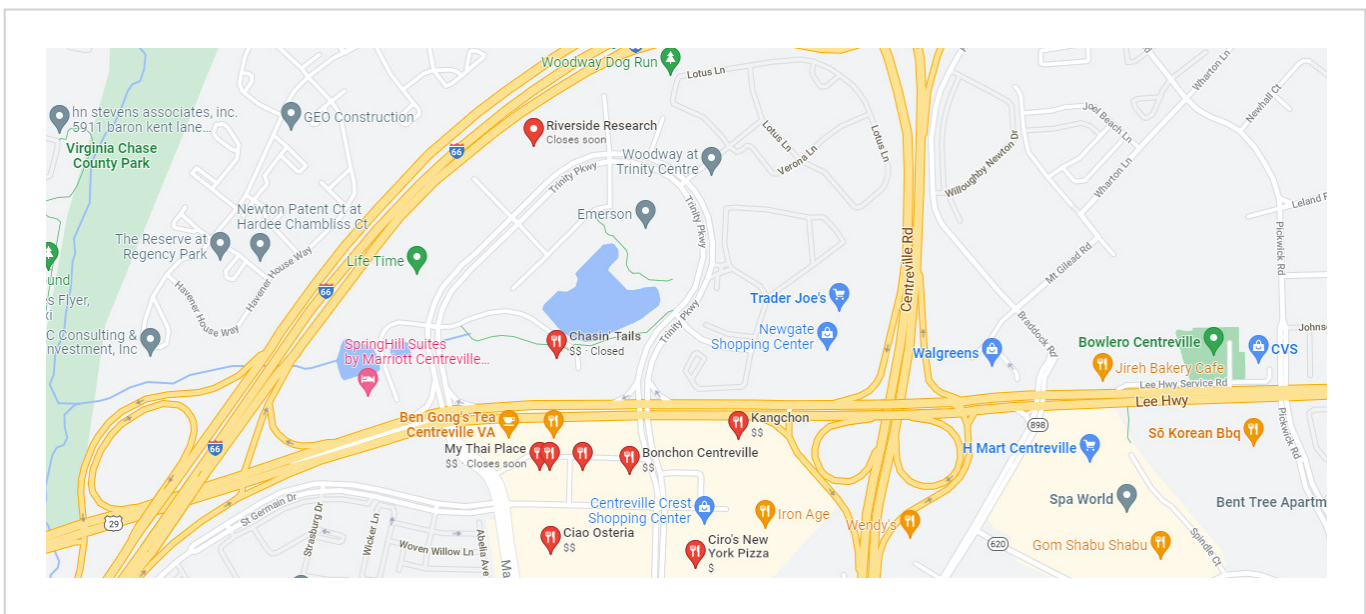 Woodway Dog Run
Lotus Ln
Wharton Ln
Newhall Ct
hn stevens associates, inc.
5911 baron kent lane...
GEO Construction
Joel Beach Ln
Riverside Research
Closes soon
66
Virginia Chase
County Park
Woodway at
Trinity Centre
Lotus Ln
Verona Ln
Lotus Ln
Willoughby Newton Dr
Wharton Ln
Trinity Pkwy
Newton Patent Ct at
Hardee Chambliss Ct
Emerson
Trinity Pkwy
Leland R
The Reserve at
Regency Park
Havener House Way
Life Time
Centreville Rd
Mt Gilead Rd
Pickwick Rd
und
s Flyer,
xi
66
Havener House Way
Trader Joe's
Trinity Pkwy
Newgate
Shopping Center
Braddock Rd
Johns
C Consulting &
nvestment, Inc
SpringHill Suites
by Marriott Centreville...
Chasin' Tails
$$ · Closed
Walgreens
Bowlero Centreville
CVS
Jireh Bakery Cafe
Lee Hwy Service Rd
Lee Hwy
Ben Gong's Tea
Centreville VA
Kangchon
$$
898
Sō Korean Bbq
Pickwick Rd
66
My Thai Place
$$ · Closes soon
Bonchon Centreville
$$
H Mart Centreville
St Germain Dr
Centreville Crest
Shopping Center
Iron Age
Wendy's
Spa World
Bent Tree Apartm
29
Strasburg Dr
Wicker Ln
Woven Willow Ln
Abelia Ave
Ma
Ciao Osteria
$$
Ciro's New
York Pizza
$
620
Gom Shabu Shabu
Spindle Ct